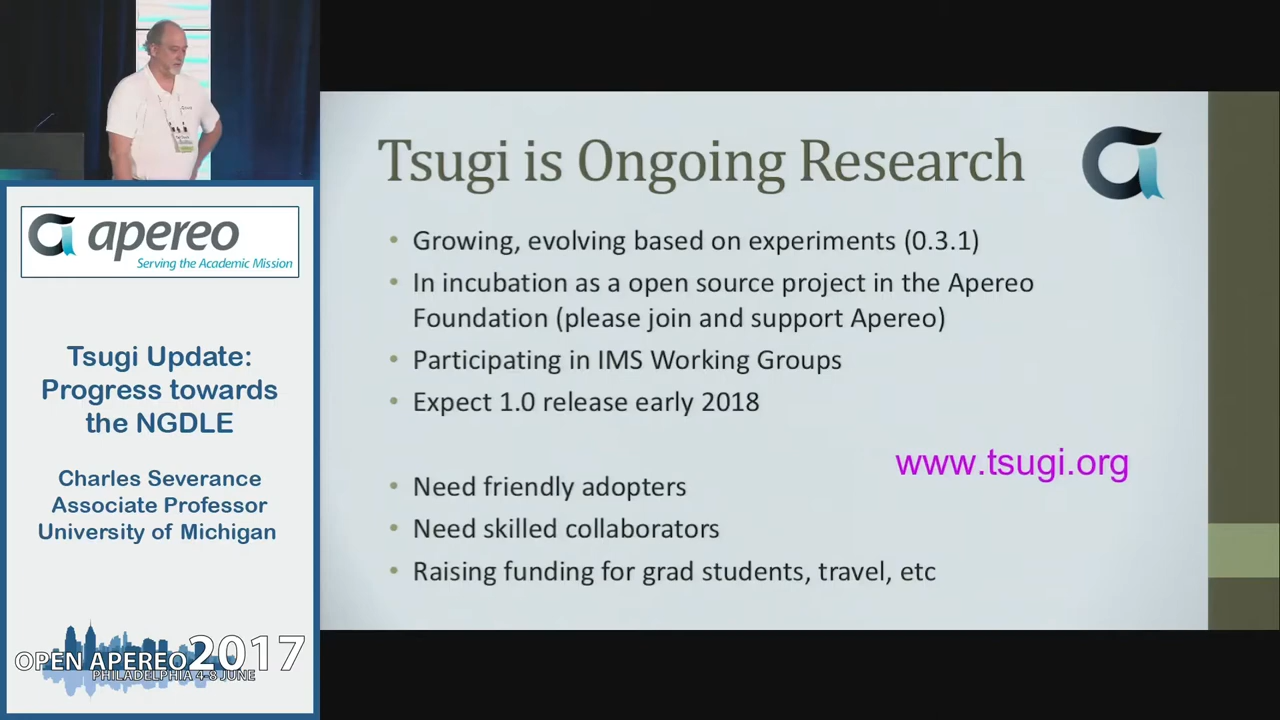 apereo
Serving the Academic Mission
Tsugi Update:
Progress towards
the NGDLE
Charles Severance
Associate Professor
University of Michigan
OPEN APEREO 2017
PHILADELPHIA 4-8 JUNE
Tsugi is Ongoing Research
• Growing, evolving based on experiments (0.3.1)
• In incubation as a open source project in the Apereo
Foundation (please join and support Apereo)
• Participating in IMS Working Groups
• Expect 1.0 release early 2018
www.tsugi.org
• Need friendly adopters
• Need skilled collaborators
• Raising funding for grad students, travel, etc